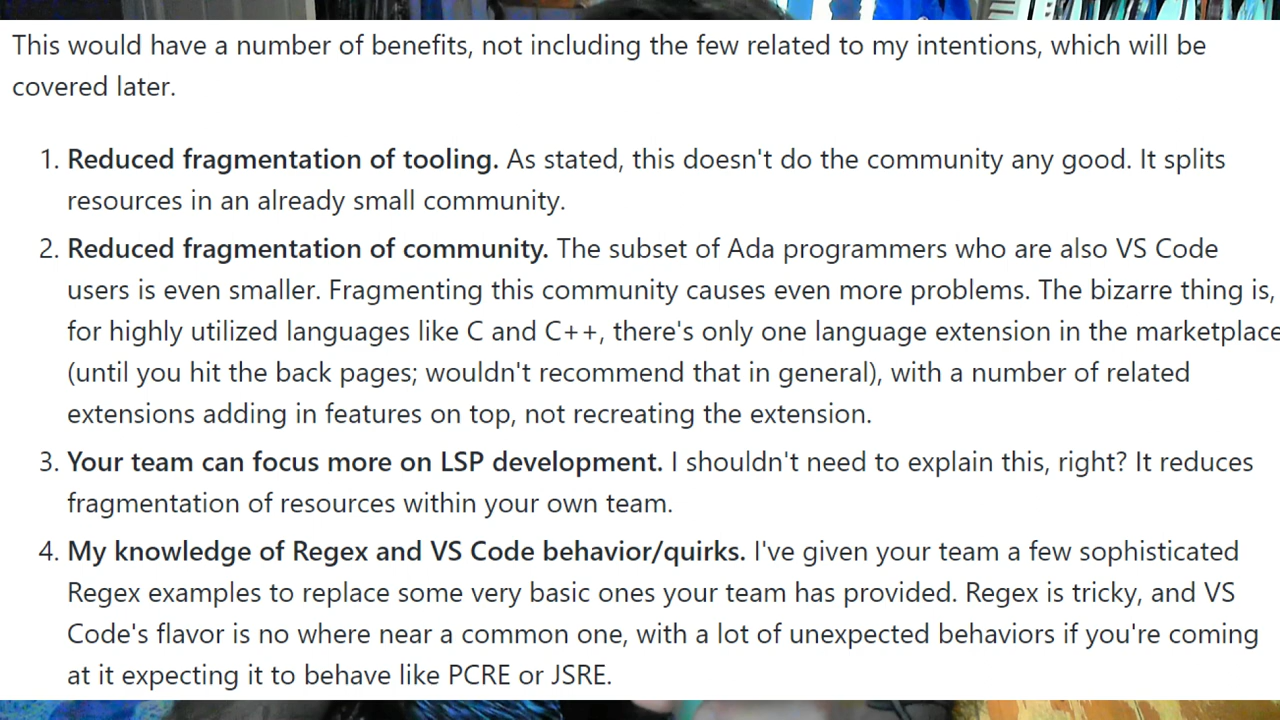 This would have a number of benefits, not including the few related to my intentions, which will be
covered later.
1. Reduced fragmentation of tooling. As stated, this doesn't do the community any good. It splits
resources in an already small community.
2. Reduced fragmentation of community. The subset of Ada programmers who are also VS Code
users is even smaller. Fragmenting this community causes even more problems. The bizarre thing is,
for highly utilized languages like C and C++, there's only one language extension in the marketplace
(until you hit the back pages; wouldn't recommend that in general), with a number of related
extensions adding in features on top, not recreating the extension.
3. Your team can focus more on LSP development. I shouldn't need to explain this, right? It reduces
fragmentation of resources within your own team.
4. My knowledge of Regex and VS Code behavior/quirks. I've given your team a few sophisticated
Regex examples to replace some very basic ones your team has provided. Regex is tricky, and VS
Code's flavor is no where near a common one, with a lot of unexpected behaviors if you're coming
at it expecting it to behave like PCRE or JSRE.